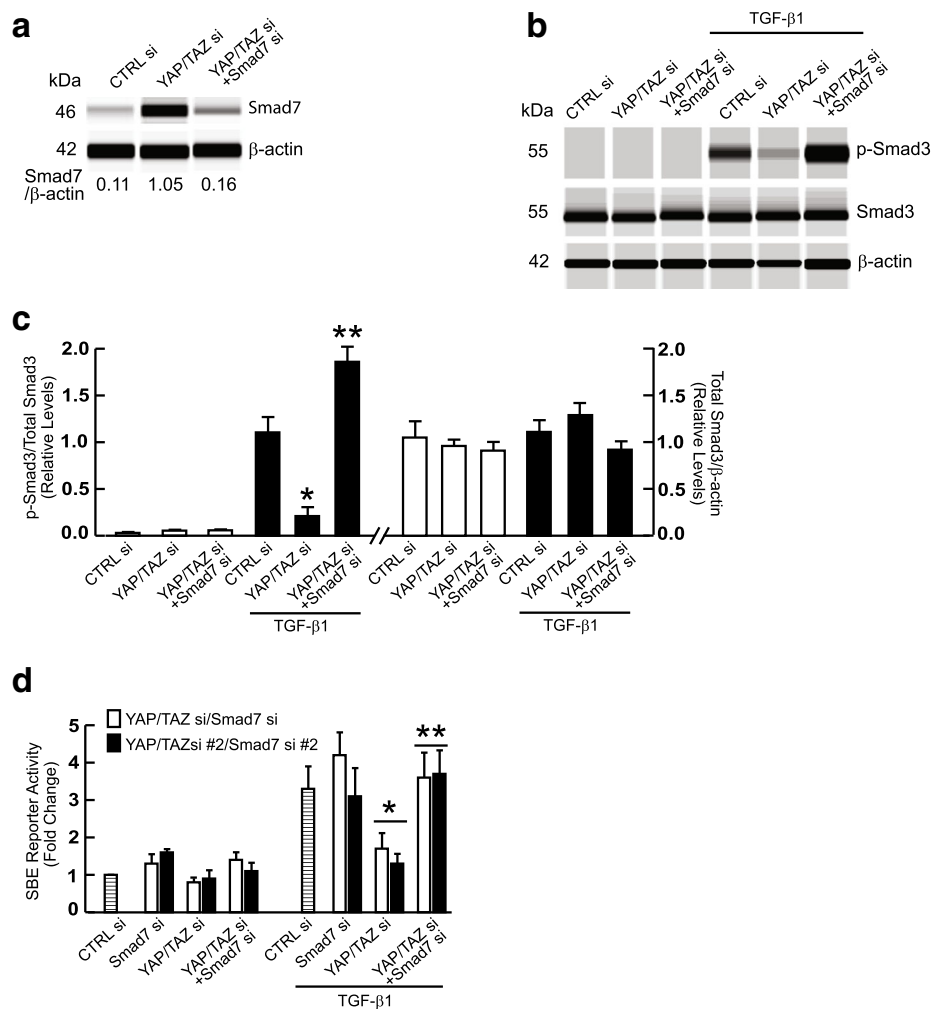 a
CTRL si
YAP/TAZ si
YAP/TAZ si
+Smad7 si
kDa
46
Smad7
42
β-actin
Smad7
/β-actin
0.11 1.05 0.16
b
TGF-β1
CTRL si
YAP/TAZ si
YAP/TAZ si
+Smad7 si
CTRL si
YAP/TAZ si
YAP/TAZ si
+Smad7 si
kDa
55
p-Smad3
55
Smad3
42
β-actin
c
p-Smad3/Total Smad3
(Relative Levels)
2.0
1.5
1.0
0.5
0.0
*
**
2.0
1.5
1.0
0.5
0.0
Total Smad3/β-actin
(Relative Levels)
CTRL si
YAP/TAZ si
YAP/TAZ si
+Smad7 si
CTRL si
YAP/TAZ si
YAP/TAZ si
+Smad7 si
TGF-β1
CTRL si
YAP/TAZ si
YAP/TAZ si
+Smad7 si
CTRL si
YAP/TAZ si
YAP/TAZ si
+Smad7 si
TGF-β1
d
YAP/TAZ si/Smad7 si
YAP/TAZsi #2/Smad7 si #2
SBE Reporter Activity
(Fold Change)
5
4
3
2
1
0
*
**
CTRL si
Smad7 si
YAP/TAZ si
YAP/TAZ si
+Smad7 si
CTRL si
Smad7 si
YAP/TAZ si
YAP/TAZ si
+Smad7 si
TGF-β1